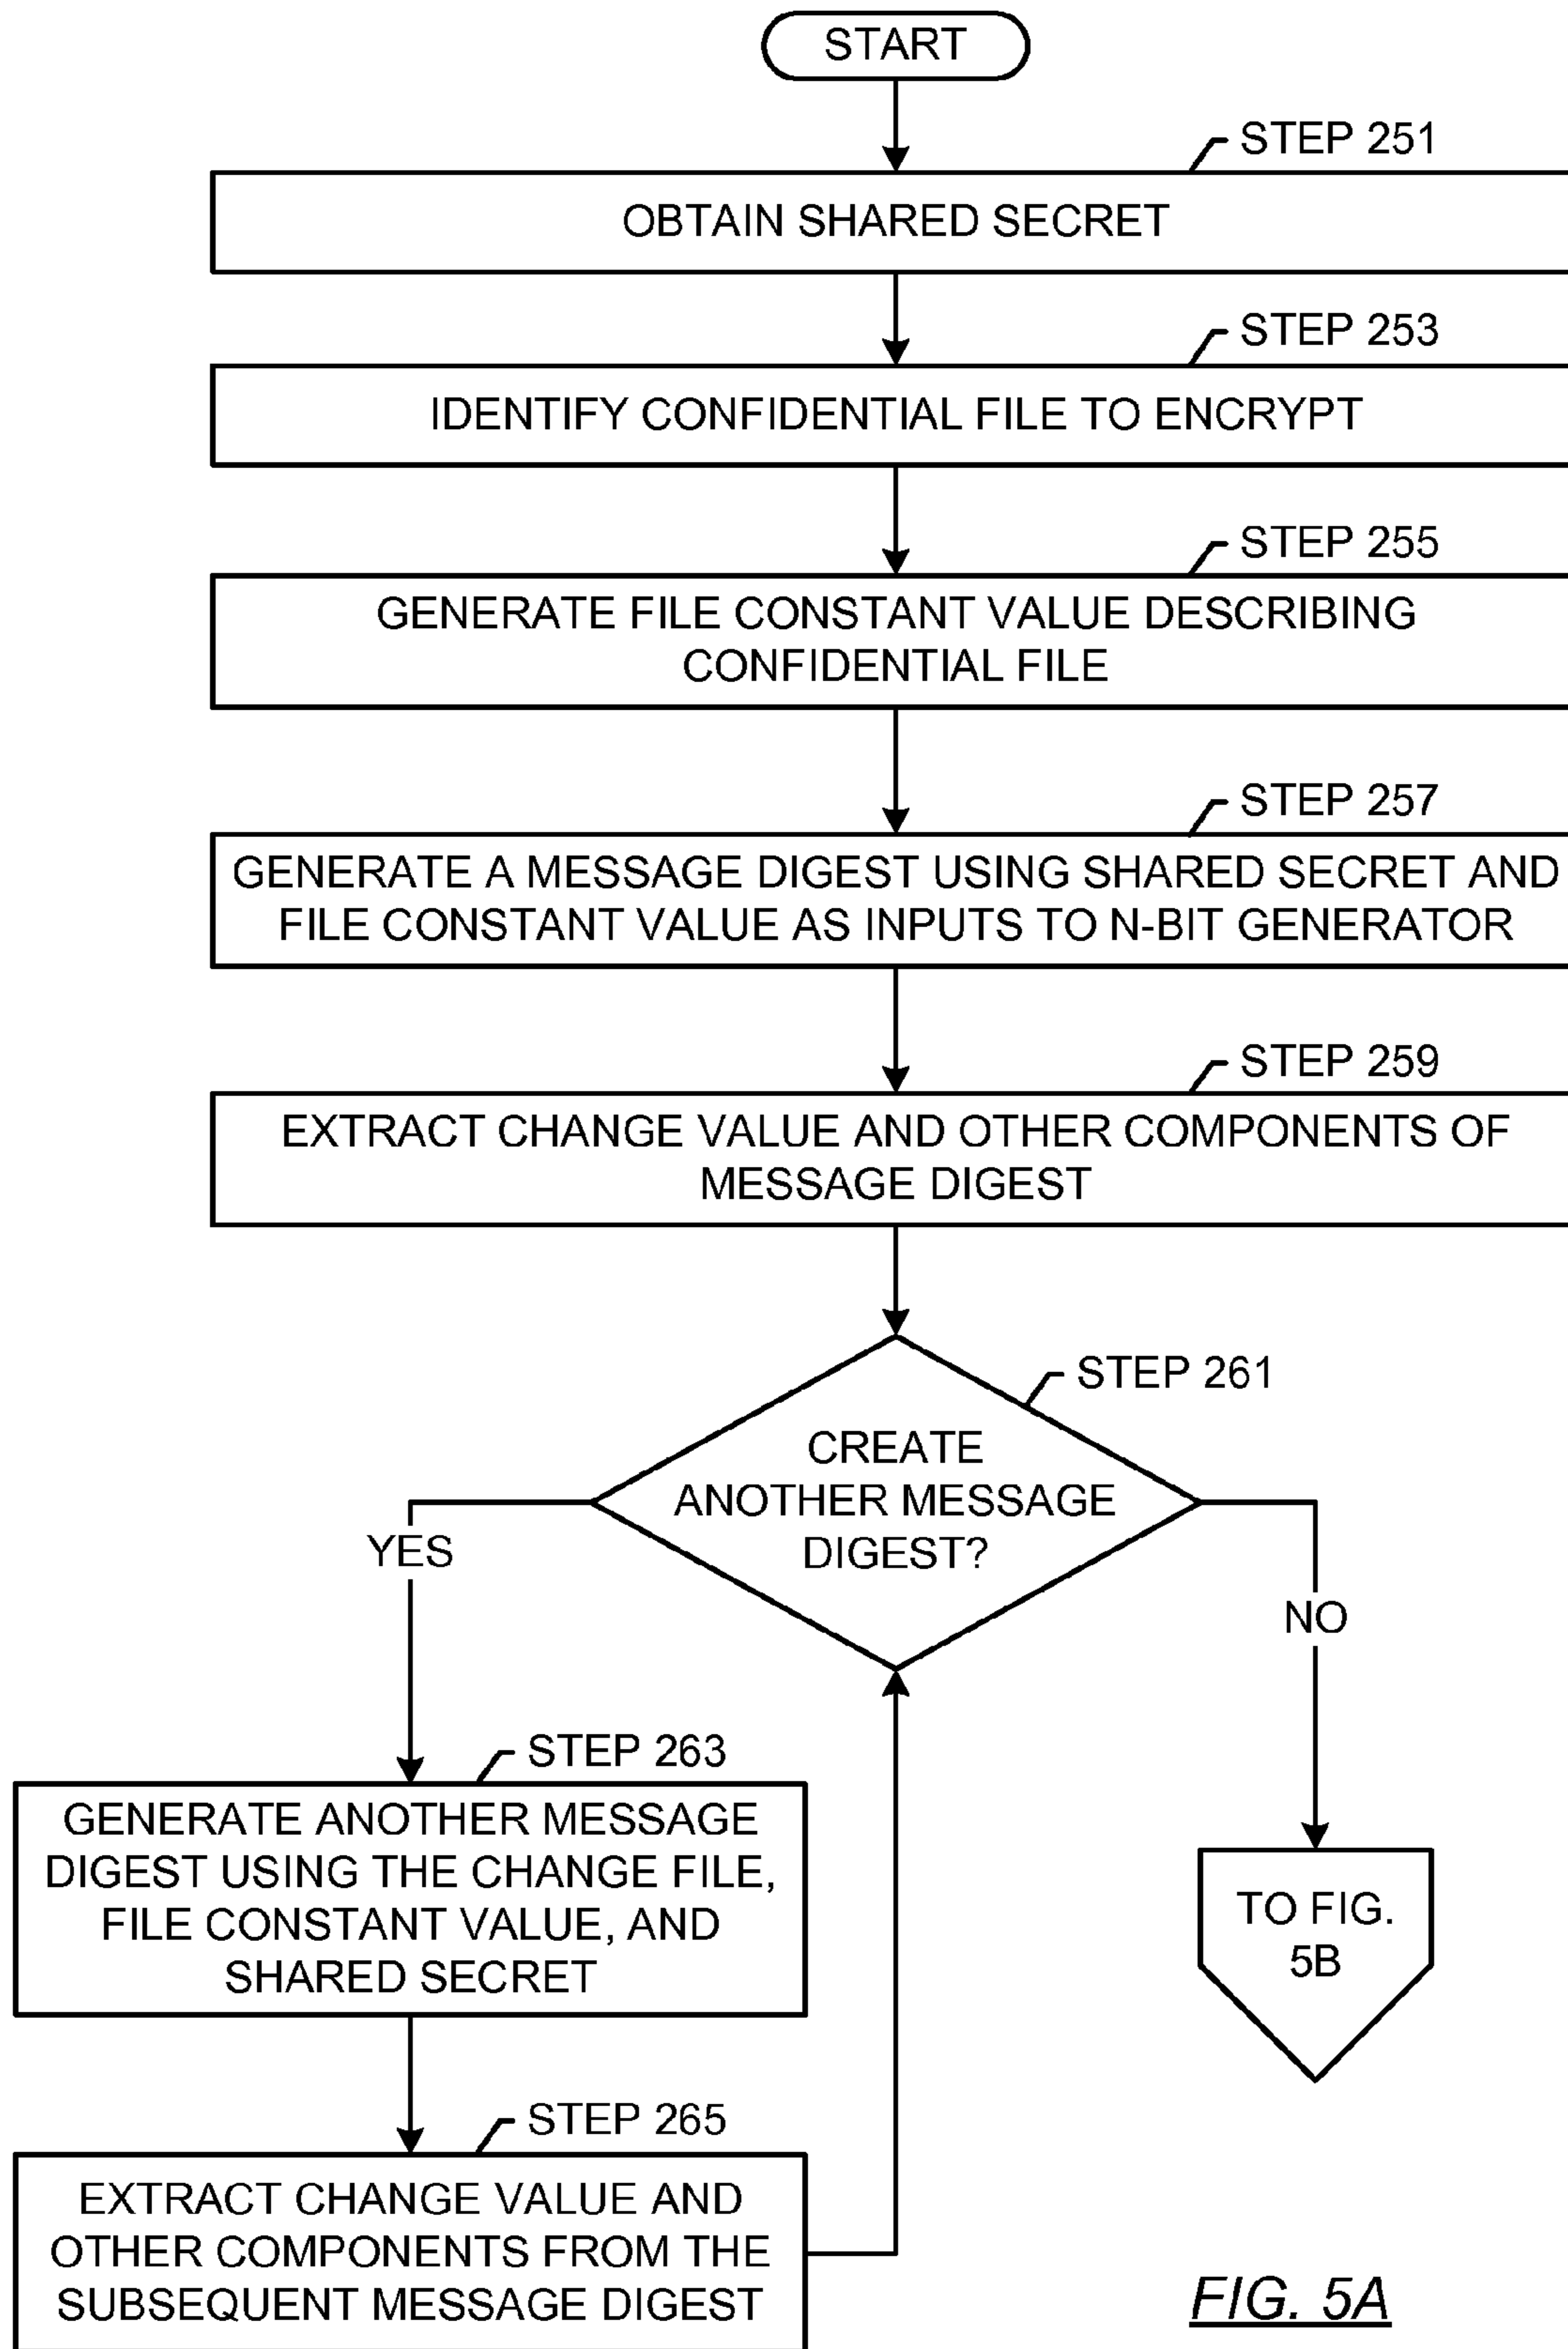 START
STEP 251
OBTAIN SHARED SECRET
STEP 253
IDENTIFY CONFIDENTIAL FILE TO ENCRYPT
STEP 255
GENERATE FILE CONSTANT VALUE DESCRIBING
CONFIDENTIAL FILE
STEP 257
GENERATE A MESSAGE DIGEST USING SHARED SECRET AND
FILE CONSTANT VALUE AS INPUTS TO N-BIT GENERATOR
STEP 259
EXTRACT CHANGE VALUE AND OTHER COMPONENTS OF
MESSAGE DIGEST
STEP 261
CREATE
ANOTHER MESSAGE
DIGEST?
YES
NO
STEP 263
GENERATE ANOTHER MESSAGE
DIGEST USING THE CHANGE FILE,
FILE CONSTANT VALUE, AND
SHARED SECRET
TO FIG.
5B
STEP 265
EXTRACT CHANGE VALUE AND
OTHER COMPONENTS FROM THE
SUBSEQUENT MESSAGE DIGEST
FIG. 5A